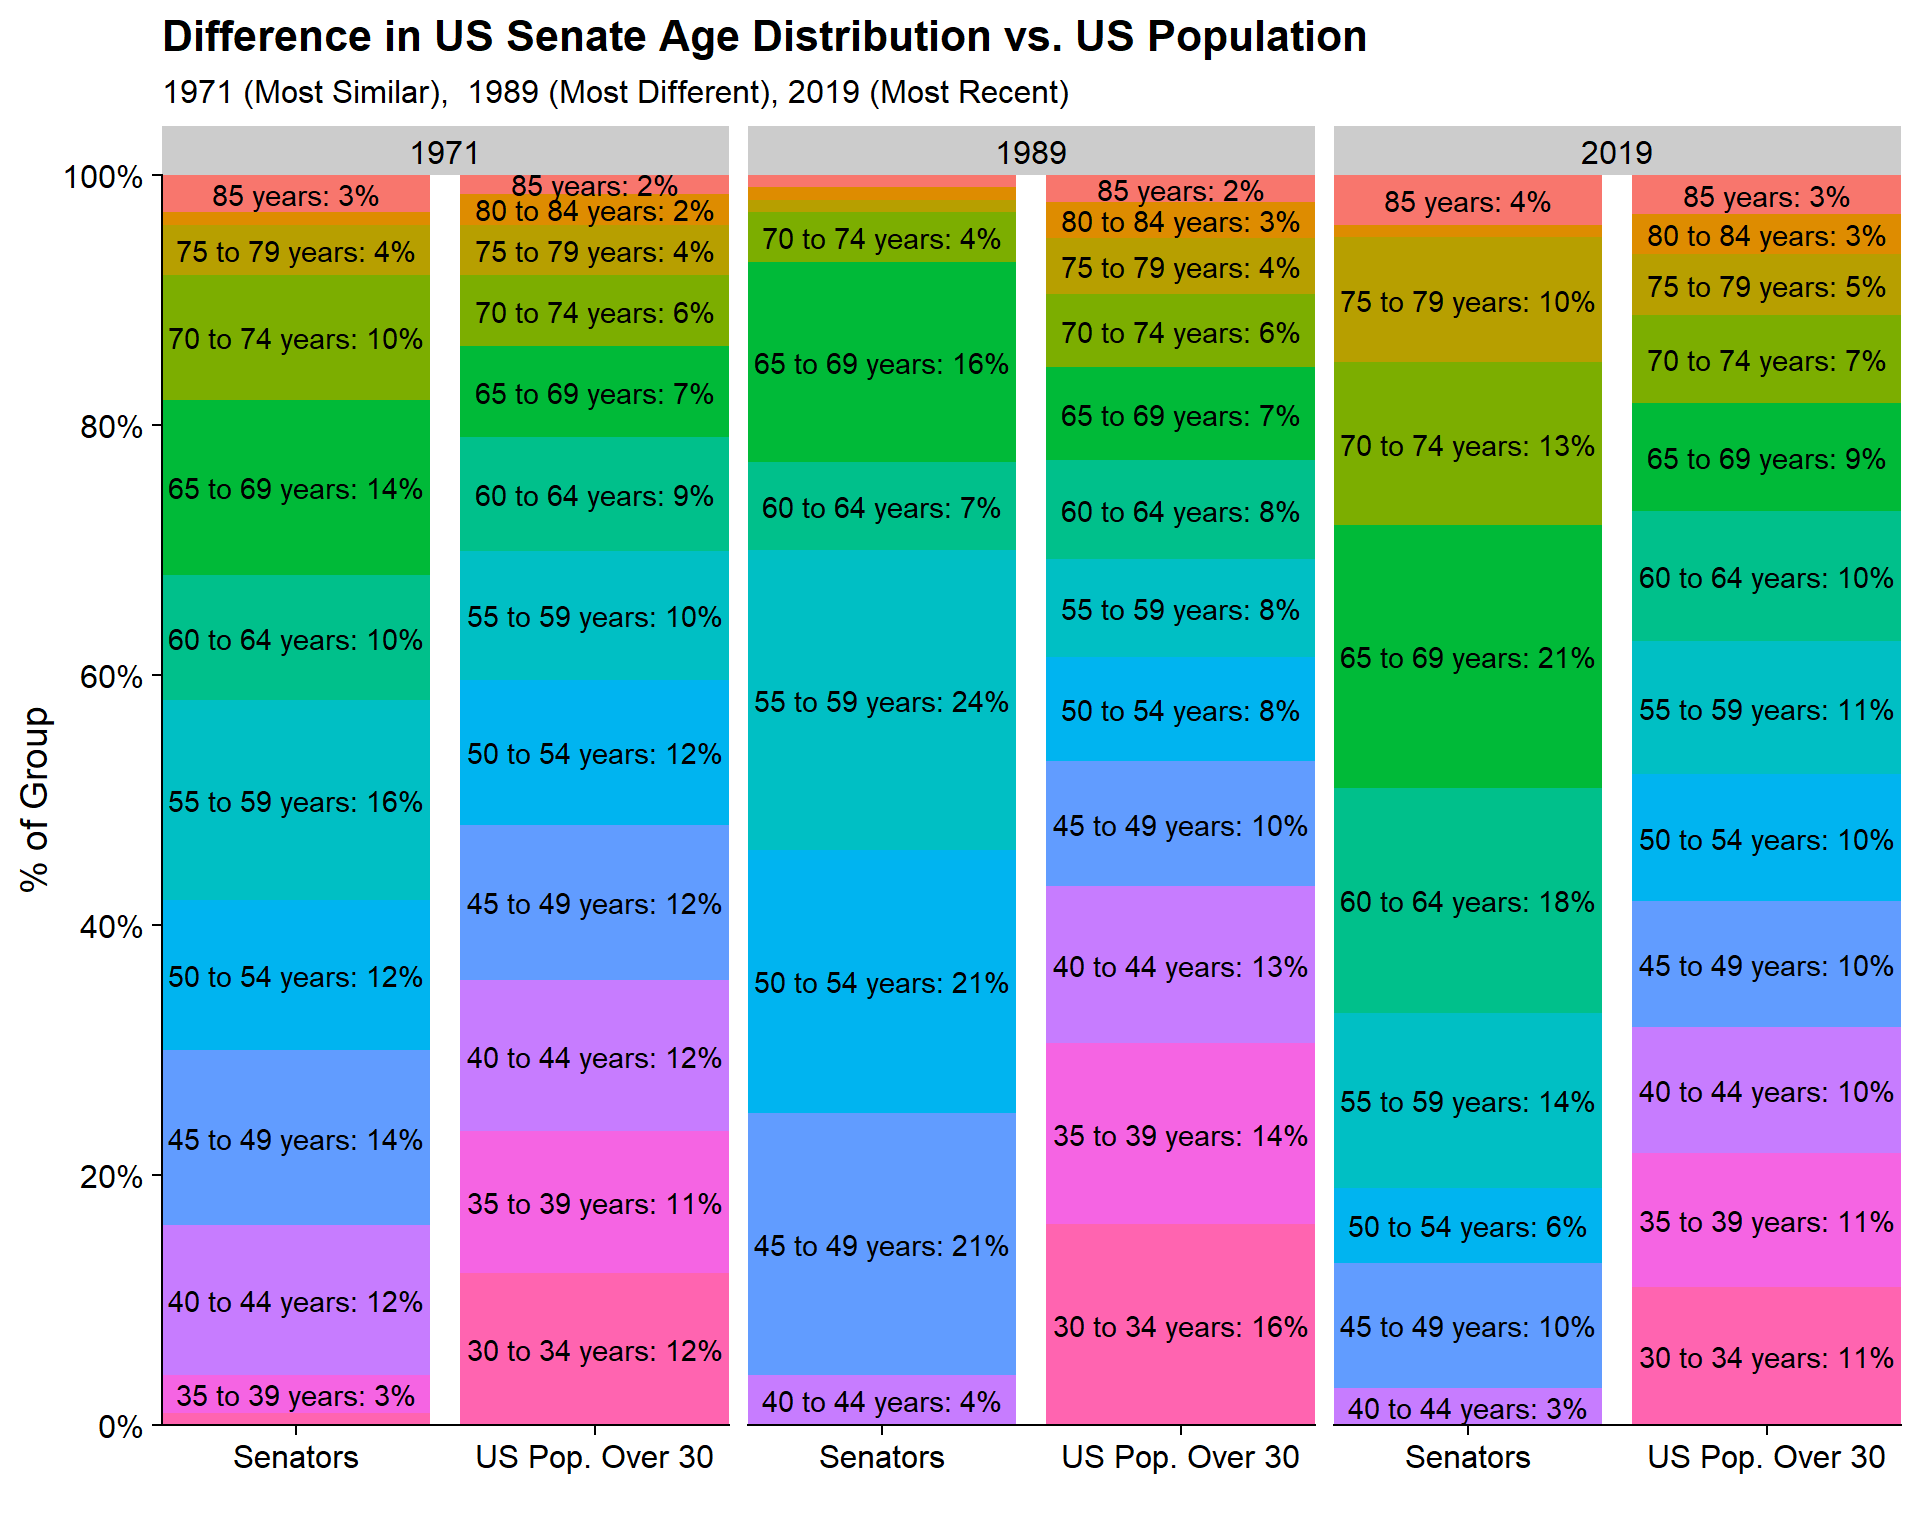 Difference in US Senate Age Distribution vs. US Population
1971 (Most Similar),  1989 (Most Different), 2019 (Most Recent)
% of Group
100%
80%
60%
40%
20%
0%
1971
85 years: 3%
75 to 79 years: 4%
70 to 74 years: 10%
65 to 69 years: 14%
60 to 64 years: 10%
55 to 59 years: 16%
50 to 54 years: 12%
45 to 49 years: 14%
40 to 44 years: 12%
35 to 39 years: 3%
Senators
85 years: 2%
80 to 84 years: 2%
75 to 79 years: 4%
70 to 74 years: 6%
65 to 69 years: 7%
60 to 64 years: 9%
55 to 59 years: 10%
50 to 54 years: 12%
45 to 49 years: 12%
40 to 44 years: 12%
35 to 39 years: 11%
30 to 34 years: 12%
US Pop. Over 30
1989
70 to 74 years: 4%
65 to 69 years: 16%
60 to 64 years: 7%
55 to 59 years: 24%
50 to 54 years: 21%
45 to 49 years: 21%
40 to 44 years: 4%
Senators
85 years: 2%
80 to 84 years: 3%
75 to 79 years: 4%
70 to 74 years: 6%
65 to 69 years: 7%
60 to 64 years: 8%
55 to 59 years: 8%
50 to 54 years: 8%
45 to 49 years: 10%
40 to 44 years: 13%
35 to 39 years: 14%
30 to 34 years: 16%
US Pop. Over 30
2019
85 years: 4%
75 to 79 years: 10%
70 to 74 years: 13%
65 to 69 years: 21%
60 to 64 years: 18%
55 to 59 years: 14%
50 to 54 years: 6%
45 to 49 years: 10%
40 to 44 years: 3%
Senators
85 years: 3%
80 to 84 years: 3%
75 to 79 years: 5%
70 to 74 years: 7%
65 to 69 years: 9%
60 to 64 years: 10%
55 to 59 years: 11%
50 to 54 years: 10%
45 to 49 years: 10%
40 to 44 years: 10%
35 to 39 years: 11%
30 to 34 years: 11%
US Pop. Over 30